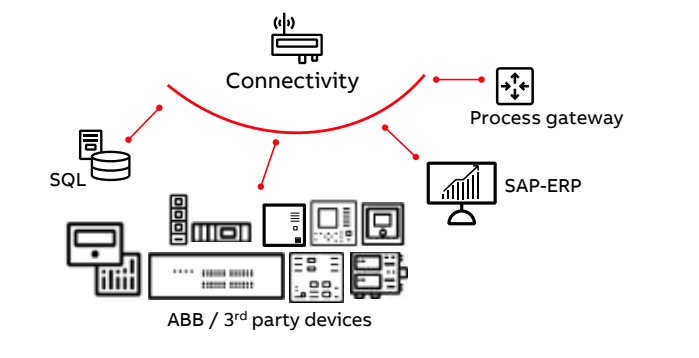 Connectivity
Process gateway
SQL
SAP-ERP
ABB / 3rd party devices